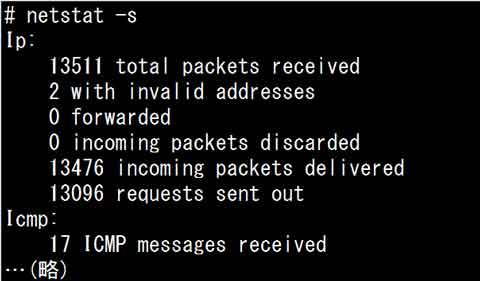 # netstat -s
Ip:
    13511 total packets received
    2 with invalid addresses
    0 forwarded
    0 incoming packets discarded
    13476 incoming packets delivered
    13096 requests sent out
Icmp:
    17 ICMP messages received
…(略)